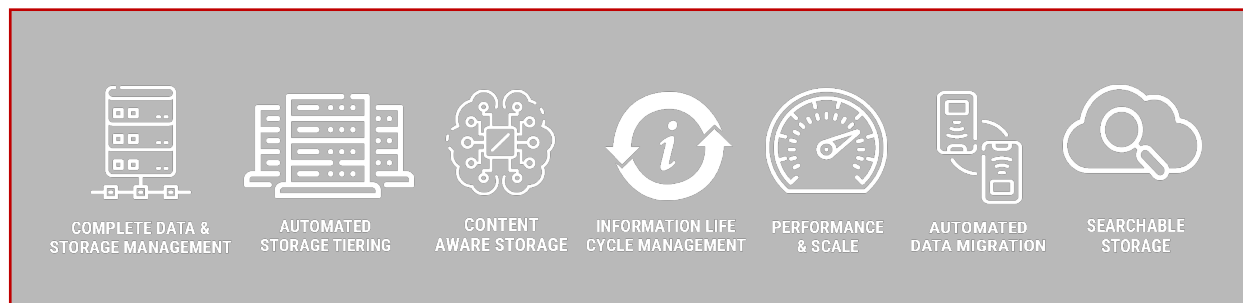 COMPLETE DATA &
STORAGE MANAGEMENT
AUTOMATED
STORAGE TIERING
CONTENT
AWARE STORAGE
i
INFORMATION LIFE
CYCLE MANAGEMENT
PERFORMANCE
& SCALE
AUTOMATED
DATA MIGRATION
SEARCHABLE
STORAGE